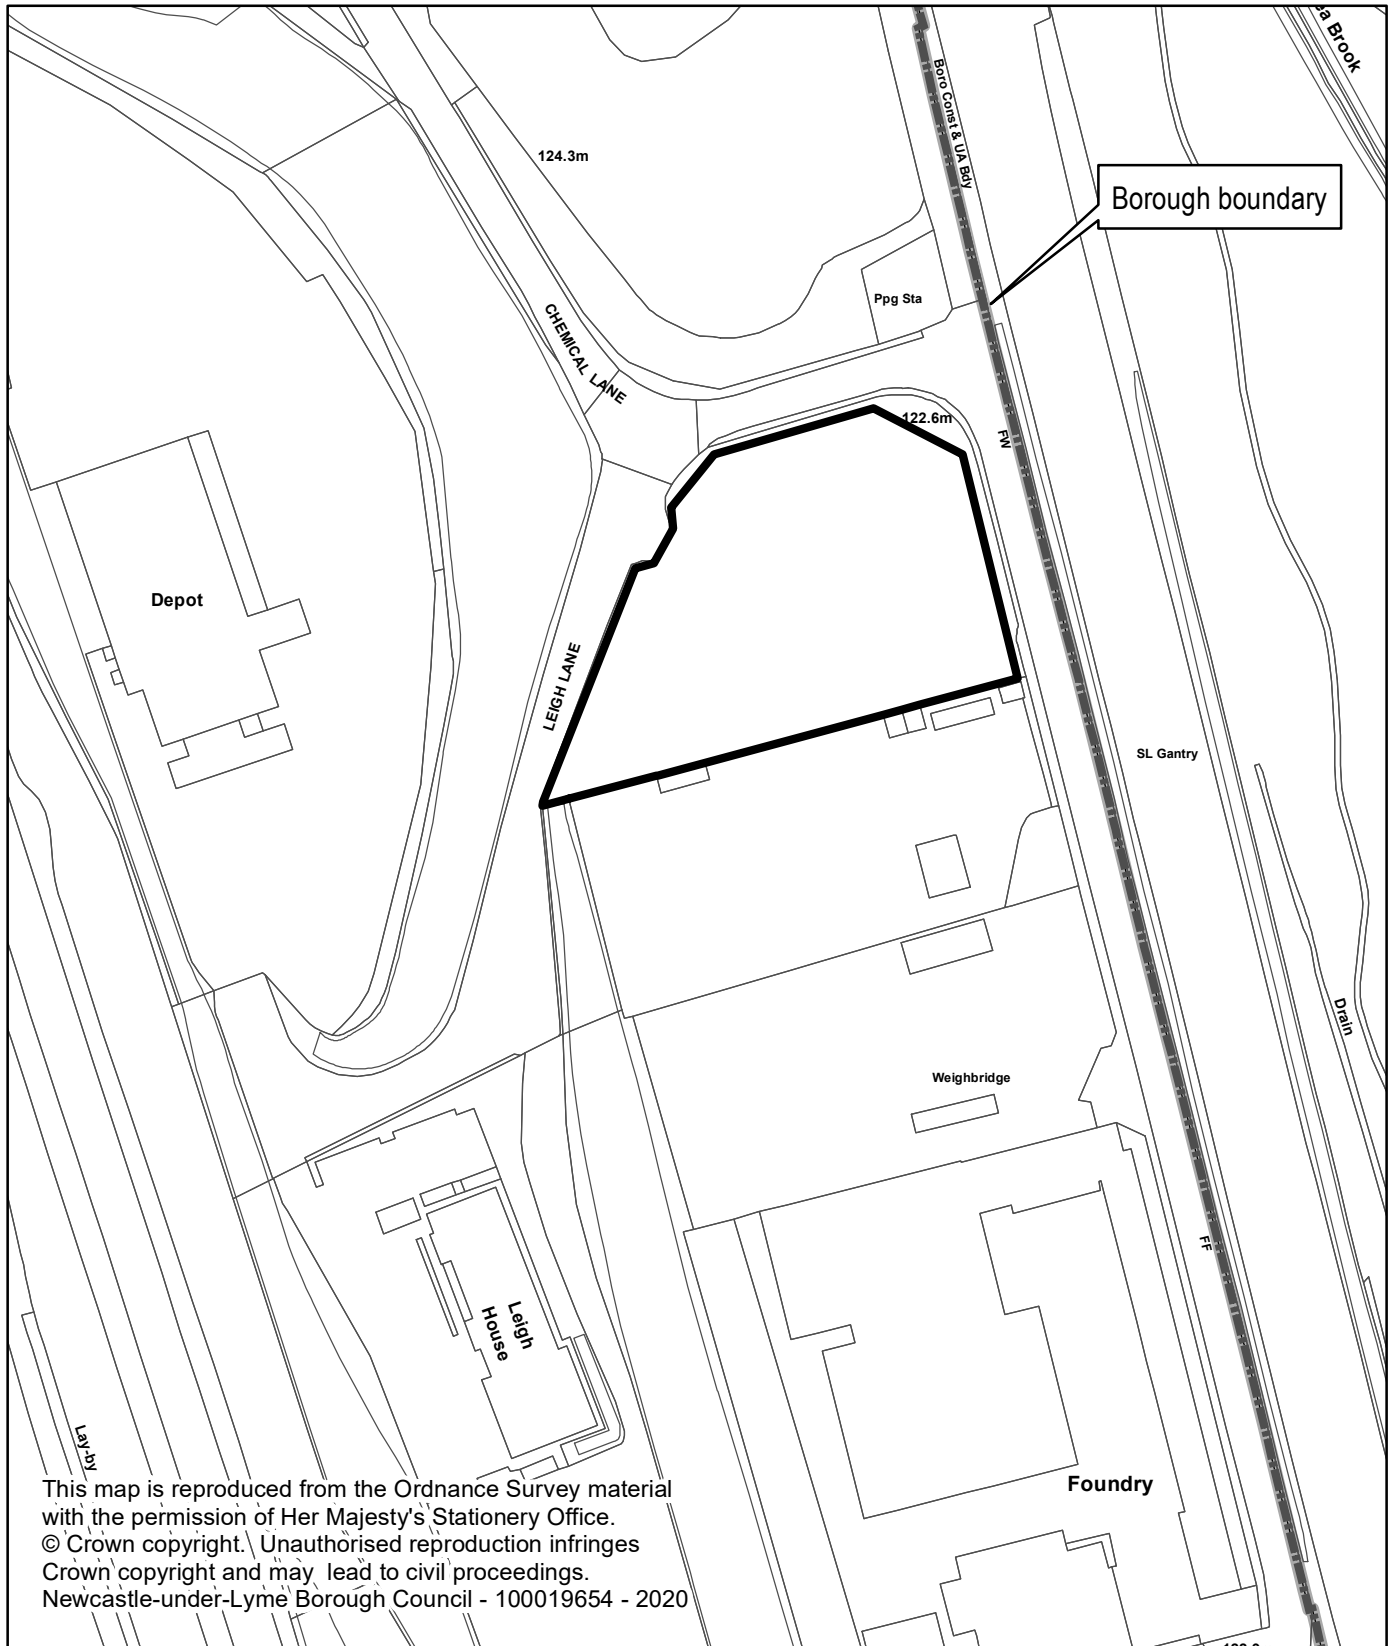 ea Brook
Boro Const & UA Bdy
124.3m
Borough boundary
Ppg Sta
CHEMICAL LANE
122.6m
FW
Depot
LEIGH LANE
SL Gantry
Drain
Weighbridge
FF
Leigh
House
Lay-by
Foundry
This map is reproduced from the Ordnance Survey material
with the permission of Her Majesty's Stationery Office.
© Crown copyright. Unauthorised reproduction infringes
Crown copyright and may lead to civil proceedings.
Newcastle-under-Lyme Borough Council - 100019654 - 2020